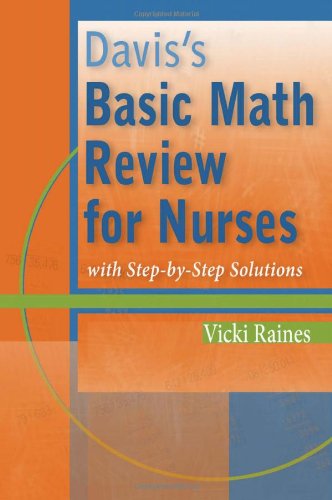 Davis's
Basic Math
Review
for Nurses
with Step-by-Step Solutions
Vicki Raines